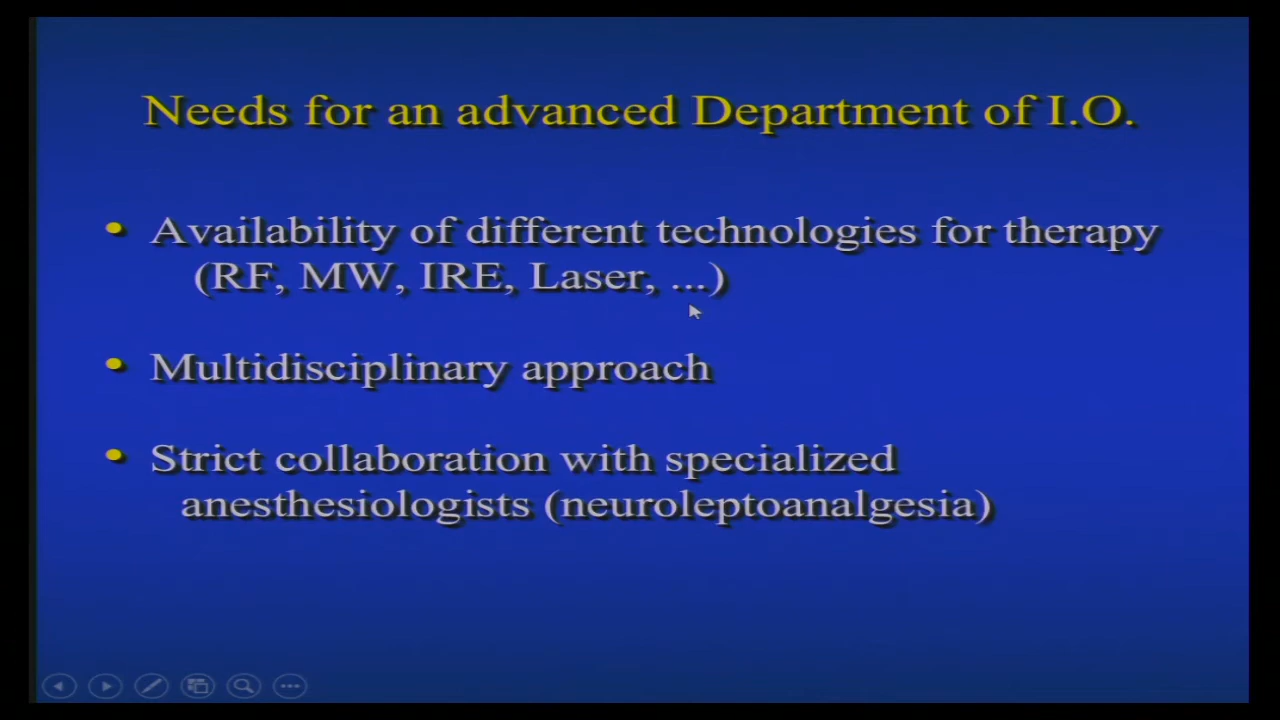 Needs for an advanced Department of I.O.
• Availability of different technologies for therapy
(RF, MW, IRE, Laser, ...)
• Multidisciplinary approach
• Strict collaboration with specialized
anesthesiologists (neuroleptoanalgesia)